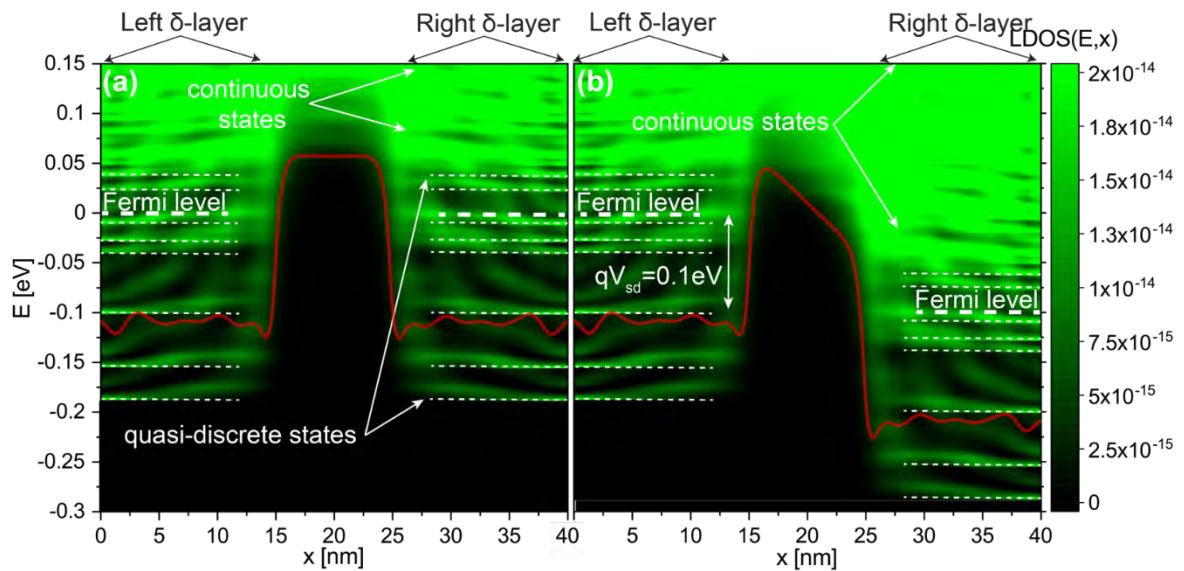 Left δ-layer
Right δ-layer
Left δ-layer
Right δ-layer
LDOS(E,x)
(a)
(b)
continuous
states
continuous states
Fermi level
Fermi level
Fermi level
qVsd=0.1eV
quasi-discrete states
E [eV]
0.15
0.1
0.05
0
-0.05
-0.1
-0.15
-0.2
-0.25
-0.3
0 5 10 15 20 25 30 35 40
x [nm]
0 5 10 15 20 25 30 35 40
x [nm]
2x10-14
1.8x10-14
1.5x10-14
1.3x10-14
1x10-14
7.5x10-15
5x10-15
2.5x10-15
0